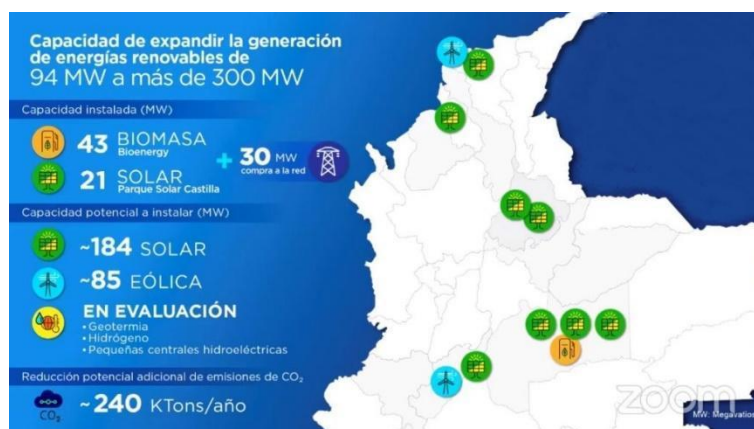 Capacidad de expandir la generación
de energías renovables de
94 MW a más de 300 MW
Capacidad instalada (MW)
43 BIOMASA
Bioenergy
21 SOLAR
Parque Solar Castilla
+ 30 MW
compra a la red
Capacidad potencial a instalar (MW)
~184 SOLAR
~85 EÓLICA
EN EVALUACIÓN
• Geotermia
• Hidrógeno
• Pequeñas centrales hidroeléctricas
Reducción potencial adicional de emisiones de CO₂
CO₂
~240 KTons/año
zoom
MW: Megavatios